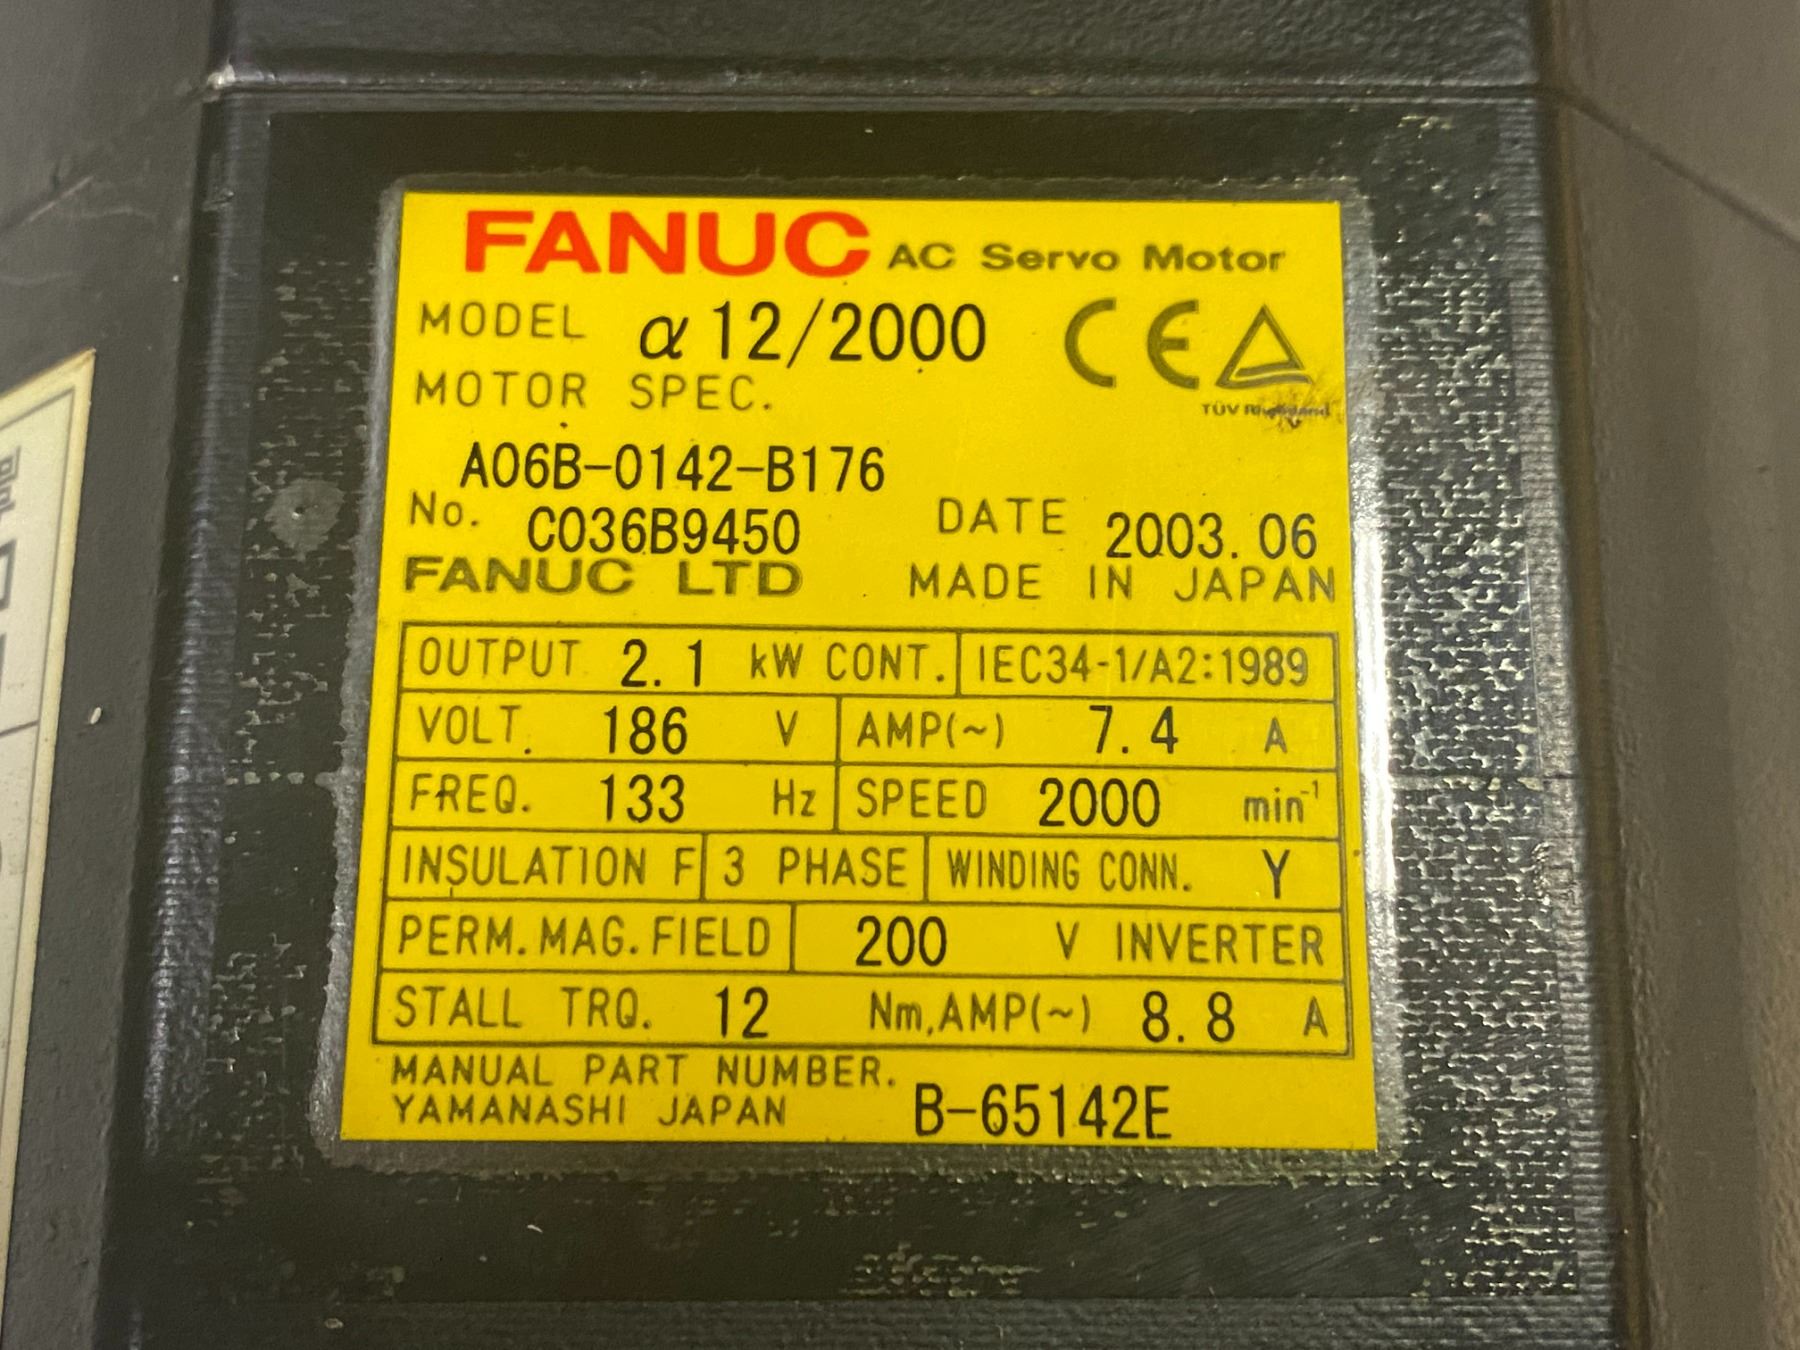 FANUC AC Servo Motor
MODEL α12/2000 CE
MOTOR SPEC.
TÜV Rheinland
A06B-0142-B176
No. C036B9450 DATE 2003.06
FANUC LTD MADE IN JAPAN
OUTPUT 2.1 kW CONT. IEC34-1/A2:1989
VOLT. 186 V AMP(~) 7.4 A
FREQ. 133 Hz SPEED 2000 min⁻¹
INSULATION F 3 PHASE WINDING CONN. Y
PERM. MAG. FIELD 200 V INVERTER
STALL TRQ. 12 Nm, AMP(~) 8.8 A
MANUAL PART NUMBER.
YAMANASHI JAPAN B-65142E